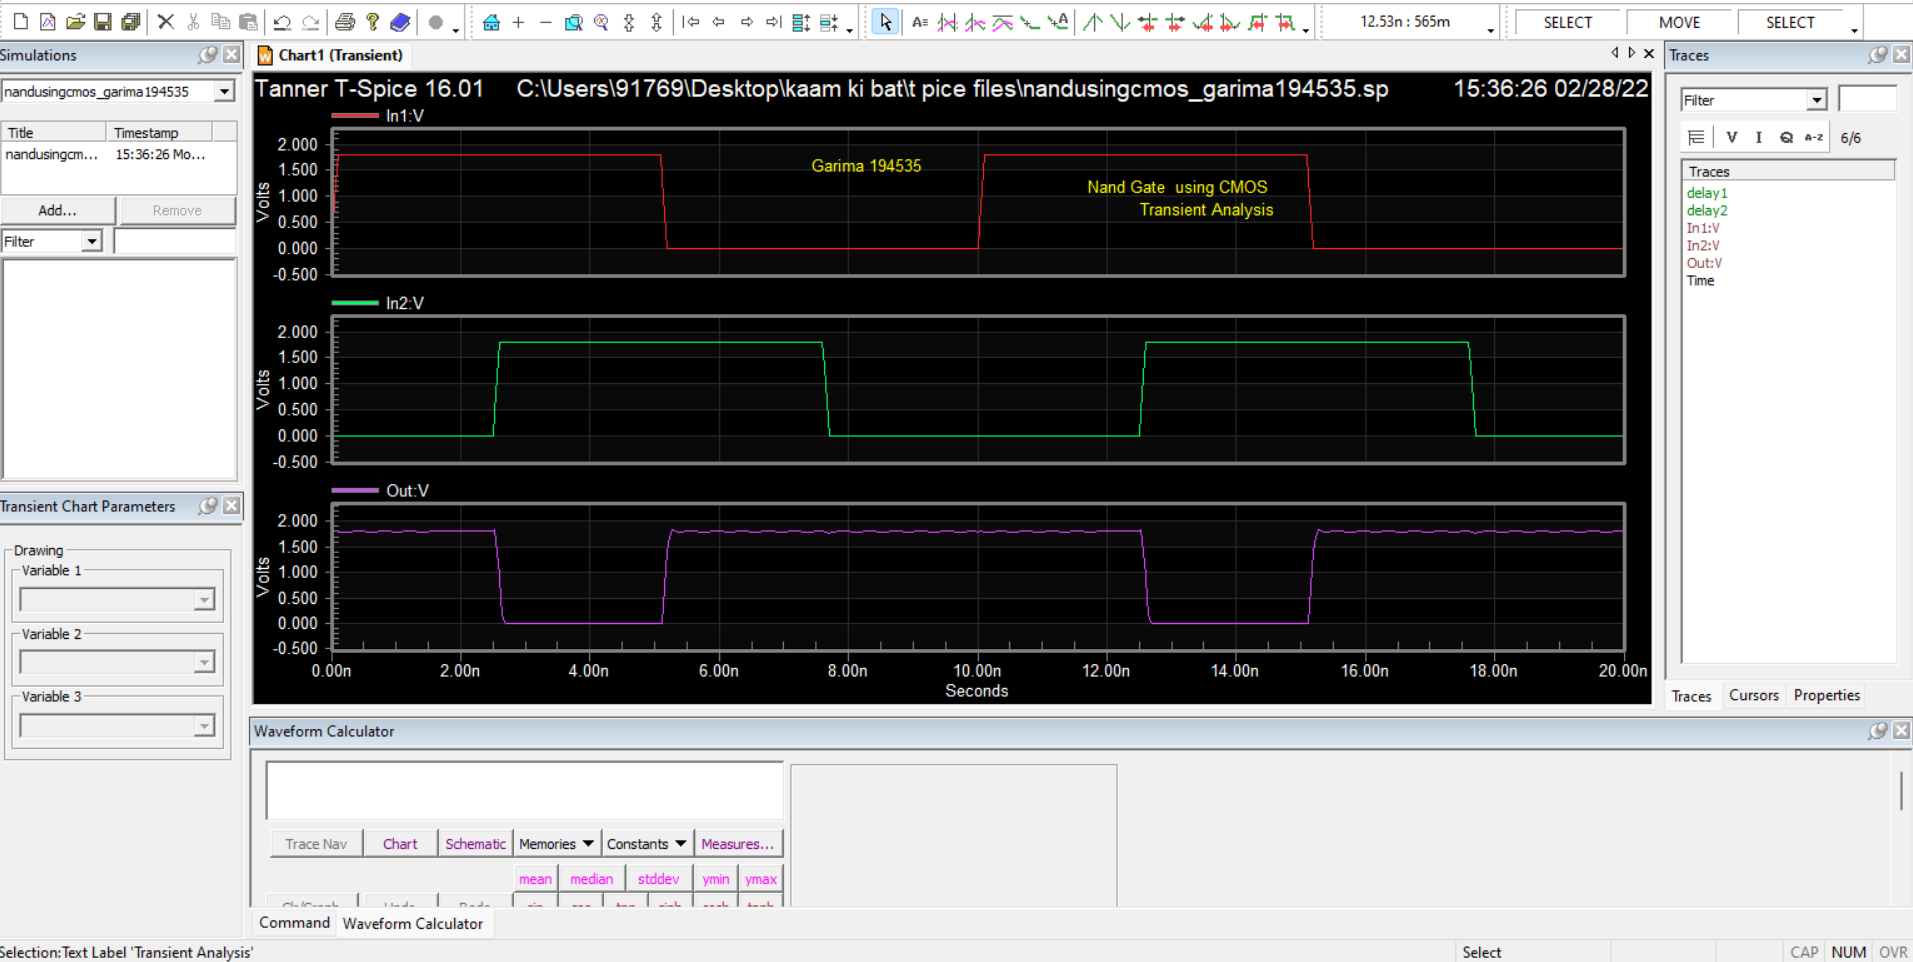 12.53n : 565m
SELECT
MOVE
SELECT
Simulations
nandusingcmos_garima194535
Title Timestamp
nandusingcm... 15:36:26 Mo...
Add... Remove
Filter
Transient Chart Parameters
Drawing
Variable 1
Variable 2
Variable 3
Chart1 (Transient)
Tanner T-Spice 16.01 C:\Users\91769\Desktop\kaam ki bat\t pice files\nandusingcmos_garima194535.sp 15:36:26 02/28/22
In1:V
2.000
1.500
1.000
0.500
0.000
-0.500
Volts
Garima 194535
Nand Gate using CMOS
Transient Analysis
In2:V
2.000
1.500
1.000
0.500
0.000
-0.500
Volts
Out:V
2.000
1.500
1.000
0.500
0.000
-0.500
Volts
0.00n 2.00n 4.00n 6.00n 8.00n 10.00n 12.00n 14.00n 16.00n 18.00n 20.00n
Seconds
Traces
Filter
V I Q A-Z 6/6
Traces
delay1
delay2
In1:V
In2:V
Out:V
Time
Traces Cursors Properties
Waveform Calculator
Trace Nav Chart Schematic Memories Constants Measures...
mean median stddev ymin ymax
Command Waveform Calculator
Selection:Text Label 'Transient Analysis'
Select
CAP NUM OVR